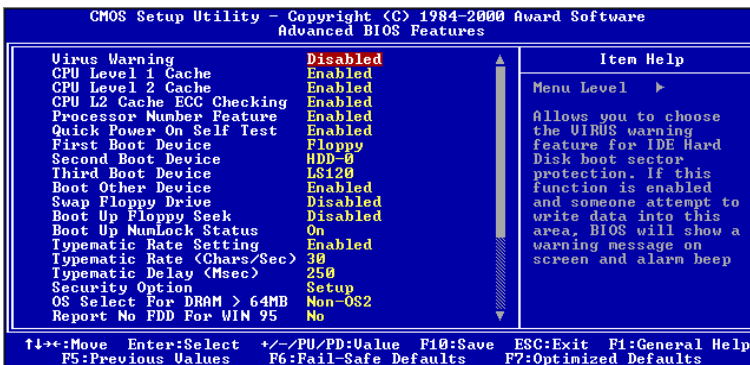 CMOS Setup Utility - Copyright (C) 1984-2000 Award Software
Advanced BIOS Features
Virus Warning Disabled
CPU Level 1 Cache Enabled
CPU Level 2 Cache Enabled
CPU L2 Cache ECC Checking Enabled
Processor Number Feature Enabled
Quick Power On Self Test Enabled
First Boot Device Floppy
Second Boot Device HDD-0
Third Boot Device LS120
Boot Other Device Enabled
Swap Floppy Drive Disabled
Boot Up Floppy Seek Disabled
Boot Up NumLock Status On
Typematic Rate Setting Enabled
Typematic Rate (Chars/Sec) 30
Typematic Delay (Msec) 250
Security Option Setup
OS Select For DRAM > 64MB Non-OS2
Report No FDD For WIN 95 No
Item Help
Menu Level ►
Allows you to choose
the VIRUS warning
feature for IDE Hard
Disk boot sector
protection. If this
function is enabled
and someone attempt to
write data into this
area, BIOS will show a
warning message on
screen and alarm beep
↑↓→←:Move Enter:Select +/-/PU/PD:Value F10:Save ESC:Exit F1:General Help
F5:Previous Values F6:Fail-Safe Defaults F7:Optimized Defaults